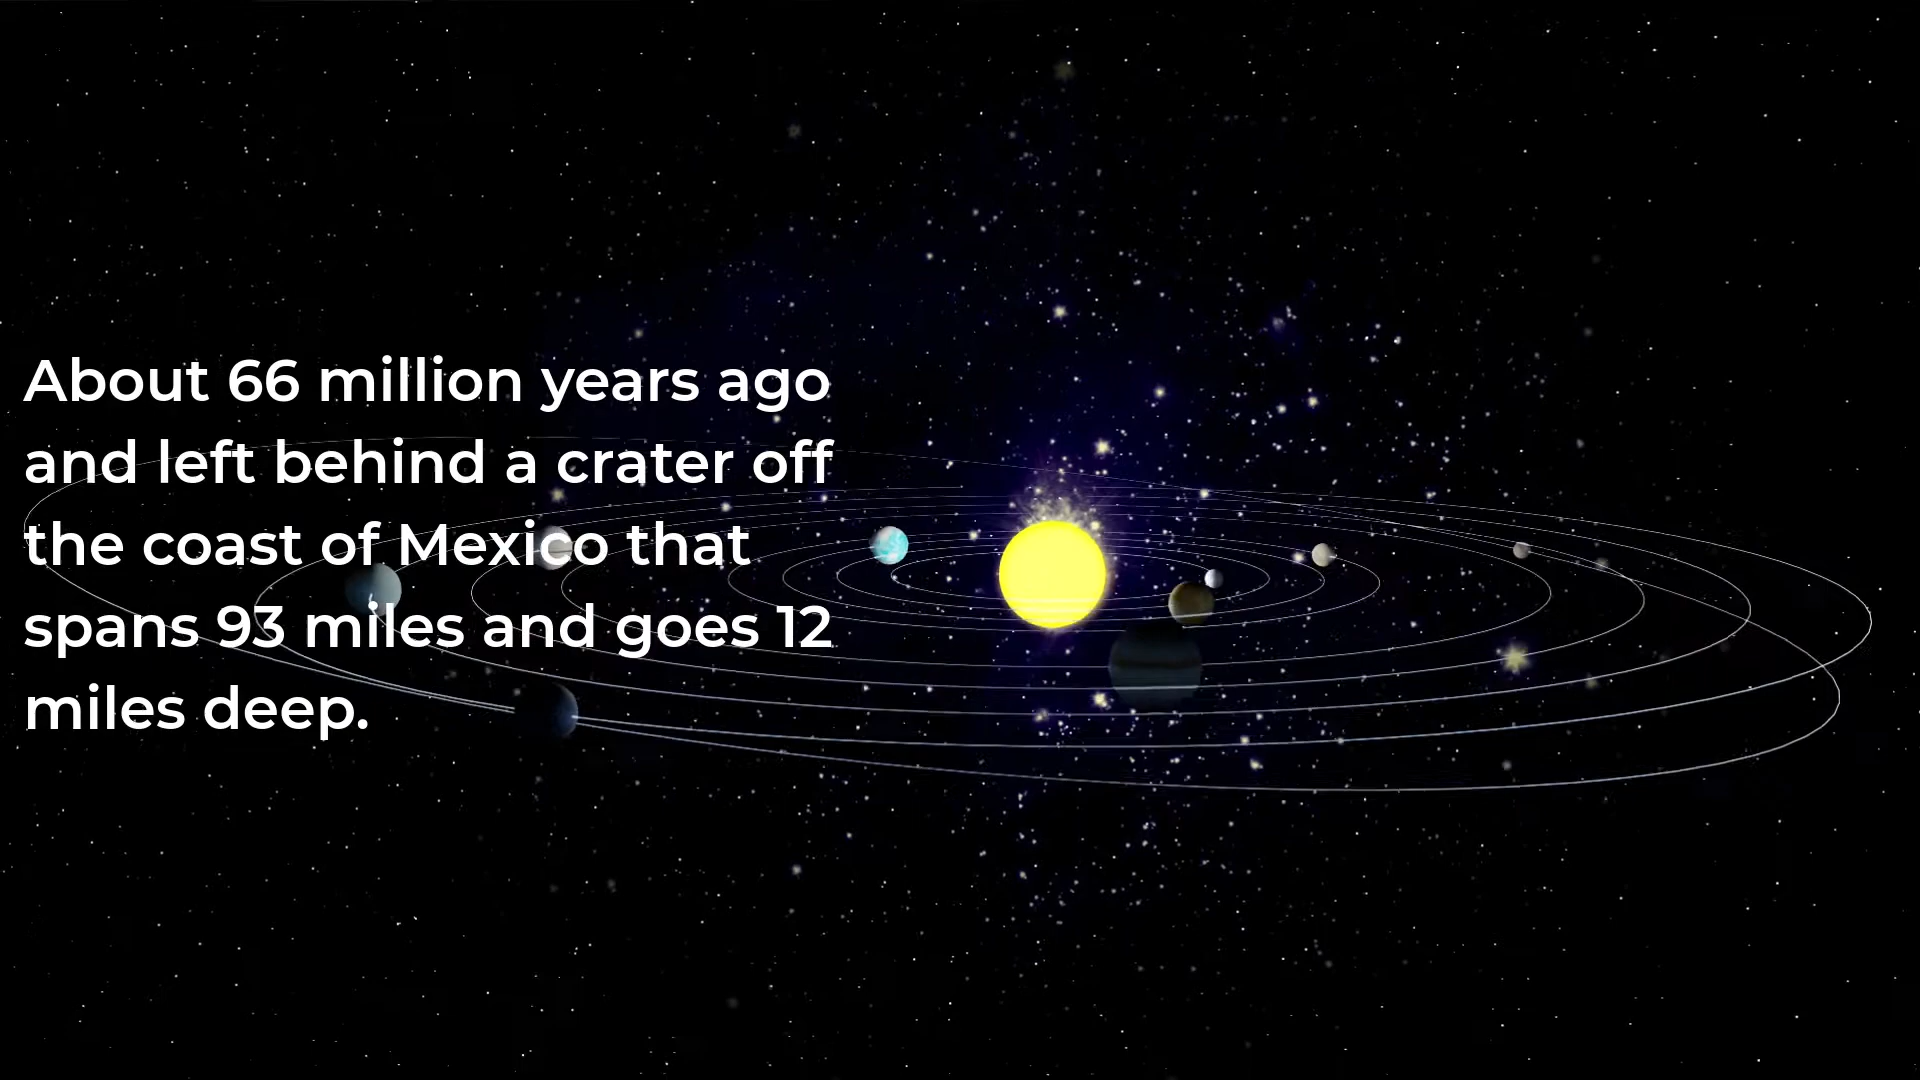 About 66 million years ago
and left behind a crater off
the coast of Mexico that
spans 93 miles and goes 12
miles deep.